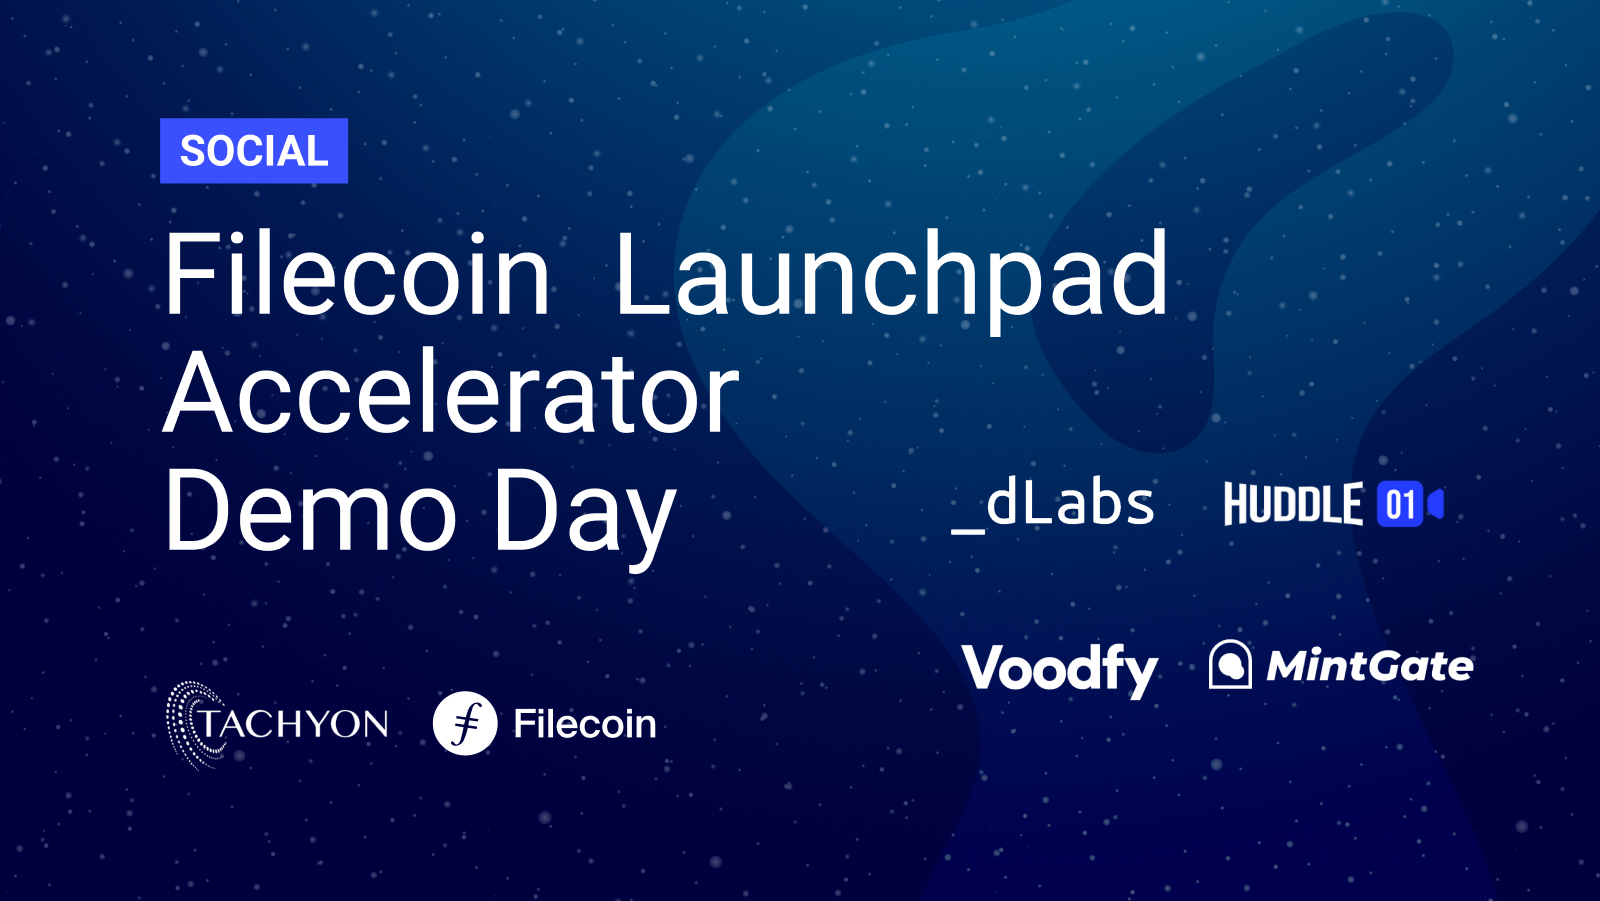 SOCIAL
Filecoin Launchpad
Accelerator
Demo Day
_dLabs
HUDDLE 01
Voodfy
MintGate
TACHYON
Filecoin